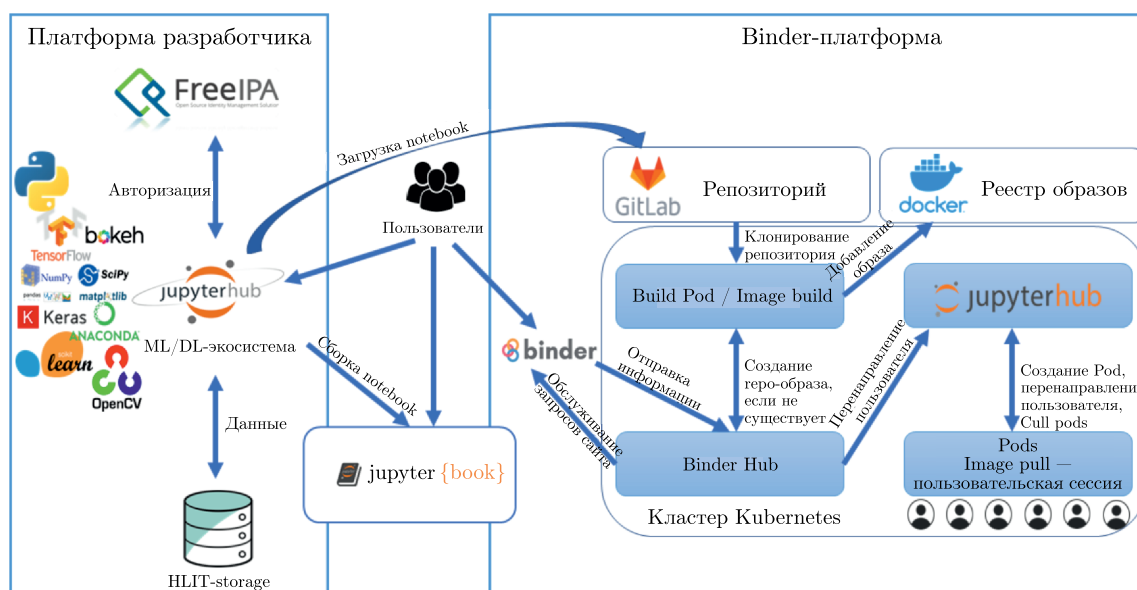 Платформа разработчика
Binder-платформа
FreeIPA
Open Source Identity Management Solution
Загрузка notebook
Авторизация
Пользователи
GitLab
Репозиторий
docker
Реестр образов
Клонирование
репозитория
Добавление
образа
TensorFlow
bokeh
NumPy
SciPy
pandas
matplotlib
Keras
ANACONDA
learn
OpenCV
jupyterhub
ML/DL-экосистема
Build Pod / Image build
jupyterhub
binder
Сборка notebook
Отправка
информации
Обслуживание
запросов сайта
Создание
repo-образа,
если не
существует
Перенаправление
пользователя
Создание Pod,
перенаправлени
пользователя,
Cull pods
Данные
jupyter {book}
Binder Hub
Pods
Image pull —
пользовательская сессия
Кластер Kubernetes
HLIT-storage